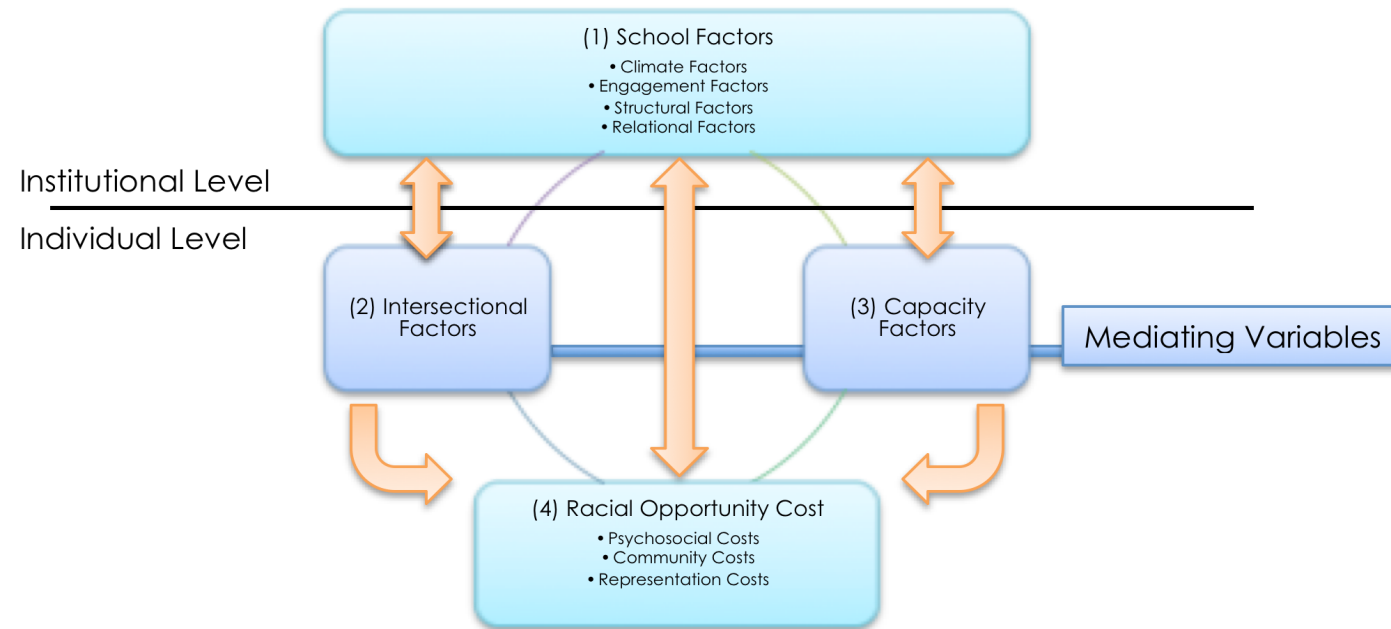 (1) School Factors
• Climate Factors
• Engagement Factors
• Structural Factors
• Relational Factors
Institutional Level
Individual Level
(2) Intersectional
Factors
(3) Capacity
Factors
Mediating Variables
(4) Racial Opportunity Cost
• Psychosocial Costs
• Community Costs
• Representation Costs